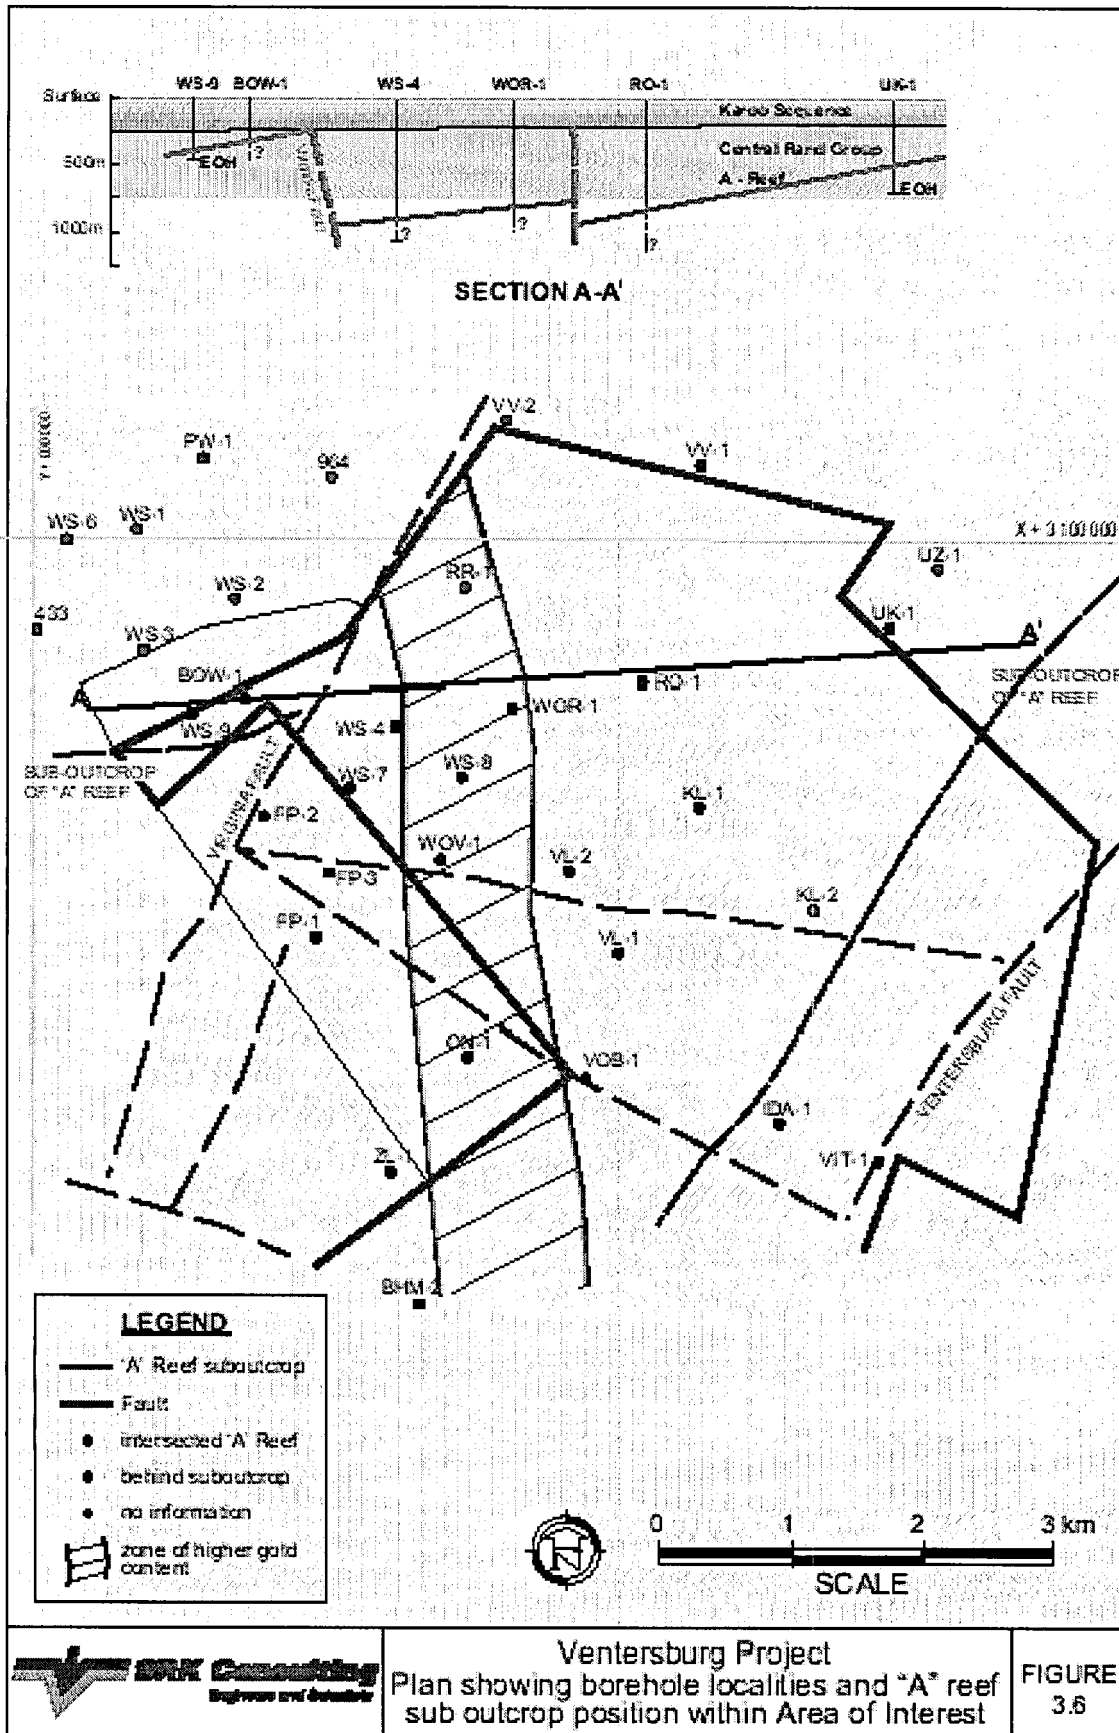 WS-9 BOW-1 WS-4 WOR-1 RO-1 UK-1
Surface
Karoo Sequence
500m
EOH
?
Central Rand Group
A - Reef
EOH
1000m
?
?
?
SECTION A-A'
VV-2
Y+ 000 000
PW-1
964
VV-1
WS-6
WS-1
X + 3 100 000
UZ-1
RR-1
WS-2
433
UK-1
WS-3
A'
BOW-1
A
RO-1
SUB-OUTCROP
OF "A" REEF
WS-9
WS-4
WOR-1
SUB-OUTCROP
OF "A" REEF
VIRGINIA FAULT
WS-7
WS-8
KL-1
FP-2
WOV-1
VL-2
FP-3
KL-2
FP-1
VL-1
VENTERSBURG FAULT
ON-1
VOB-1
IDA-1
VIT-1
BHM-2
LEGEND
'A' Reef suboutcrop
Fault
intersected 'A' Reef
behind suboutcrop
no information
zone of higher gold
content
N
0 1 2 3 km
SCALE
SRK Consulting
Engineers and Scientists
Ventersburg Project
Plan showing borehole localities and "A" reef
sub outcrop position within Area of Interest
FIGURE
3.6